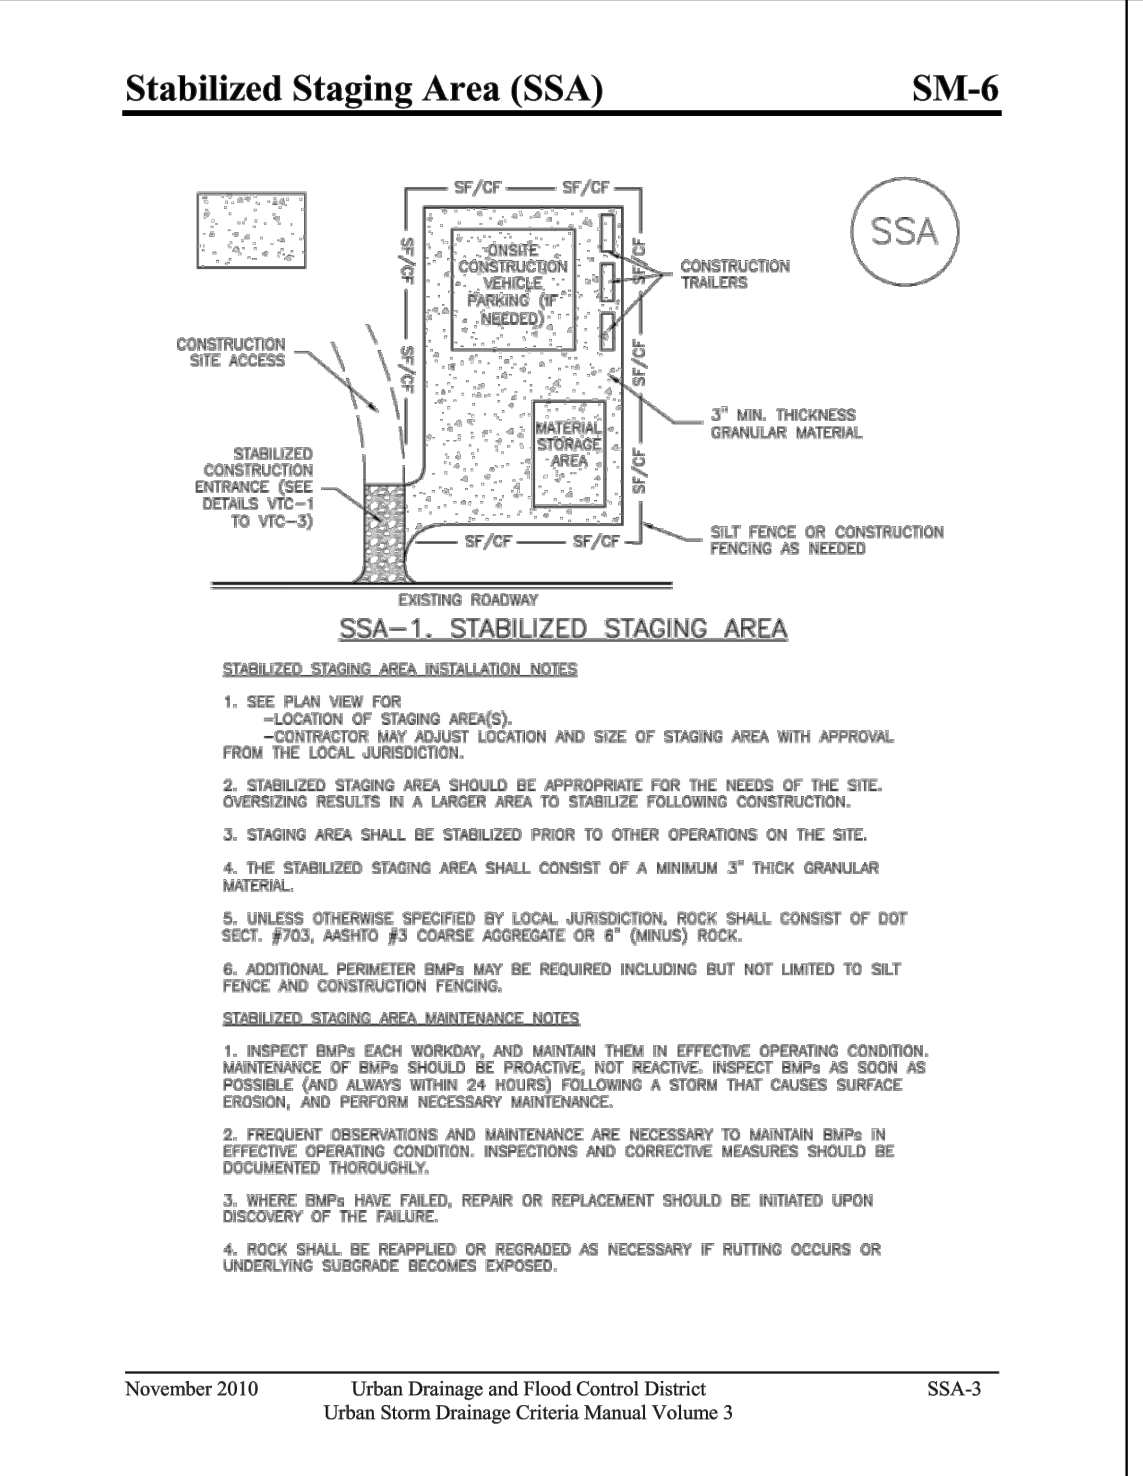 Stabilized Staging Area (SSA) SM-6
SF/CF SF/CF
SSA
SF/CF
SF/CF
ONSITE
CONSTRUCTION
VEHICLE
PARKING (IF
NEEDED)
CONSTRUCTION
TRAILERS
CONSTRUCTION
SITE ACCESS
SF/CF
SF/CF
3" MIN. THICKNESS
GRANULAR MATERIAL
MATERIAL
STORAGE
AREA
STABILIZED
CONSTRUCTION
ENTRANCE (SEE
DETAILS VTC-1
TO VTC-3)
SF/CF
SF/CF SF/CF
SILT FENCE OR CONSTRUCTION
FENCING AS NEEDED
EXISTING ROADWAY
SSA-1. STABILIZED STAGING AREA
STABILIZED STAGING AREA INSTALLATION NOTES
1. SEE PLAN VIEW FOR
-LOCATION OF STAGING AREA(S).
-CONTRACTOR MAY ADJUST LOCATION AND SIZE OF STAGING AREA WITH APPROVAL
FROM THE LOCAL JURISDICTION.
2. STABILIZED STAGING AREA SHOULD BE APPROPRIATE FOR THE NEEDS OF THE SITE.
OVERSIZING RESULTS IN A LARGER AREA TO STABILIZE FOLLOWING CONSTRUCTION.
3. STAGING AREA SHALL BE STABILIZED PRIOR TO OTHER OPERATIONS ON THE SITE.
4. THE STABILIZED STAGING AREA SHALL CONSIST OF A MINIMUM 3" THICK GRANULAR
MATERIAL.
5. UNLESS OTHERWISE SPECIFIED BY LOCAL JURISDICTION, ROCK SHALL CONSIST OF DOT
SECT. #703, AASHTO #3 COARSE AGGREGATE OR 6" (MINUS) ROCK.
6. ADDITIONAL PERIMETER BMPs MAY BE REQUIRED INCLUDING BUT NOT LIMITED TO SILT
FENCE AND CONSTRUCTION FENCING.
STABILIZED STAGING AREA MAINTENANCE NOTES
1. INSPECT BMPs EACH WORKDAY, AND MAINTAIN THEM IN EFFECTIVE OPERATING CONDITION.
MAINTENANCE OF BMPs SHOULD BE PROACTIVE, NOT REACTIVE. INSPECT BMPs AS SOON AS
POSSIBLE (AND ALWAYS WITHIN 24 HOURS) FOLLOWING A STORM THAT CAUSES SURFACE
EROSION, AND PERFORM NECESSARY MAINTENANCE.
2. FREQUENT OBSERVATIONS AND MAINTENANCE ARE NECESSARY TO MAINTAIN BMPs IN
EFFECTIVE OPERATING CONDITION. INSPECTIONS AND CORRECTIVE MEASURES SHOULD BE
DOCUMENTED THOROUGHLY.
3. WHERE BMPs HAVE FAILED, REPAIR OR REPLACEMENT SHOULD BE INITIATED UPON
DISCOVERY OF THE FAILURE.
4. ROCK SHALL BE REAPPLIED OR REGRADED AS NECESSARY IF RUTTING OCCURS OR
UNDERLYING SUBGRADE BECOMES EXPOSED.
November 2010 Urban Drainage and Flood Control District SSA-3
Urban Storm Drainage Criteria Manual Volume 3